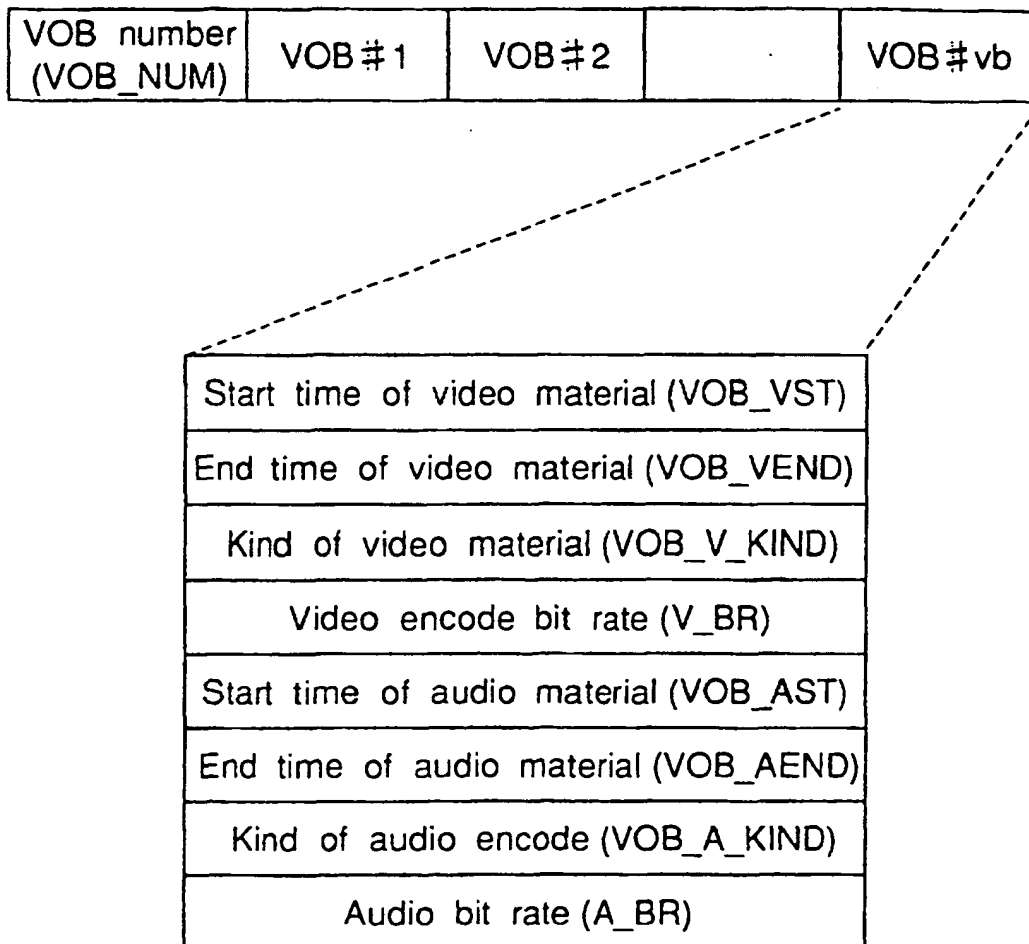 VOB number
(VOB_NUM)
VOB#1
VOB#2
VOB#vb
Start time of video material (VOB_VST)
End time of video material (VOB_VEND)
Kind of video material (VOB_V_KIND)
Video encode bit rate (V_BR)
Start time of audio material (VOB_AST)
End time of audio material (VOB_AEND)
Kind of audio encode (VOB_A_KIND)
Audio bit rate (A_BR)